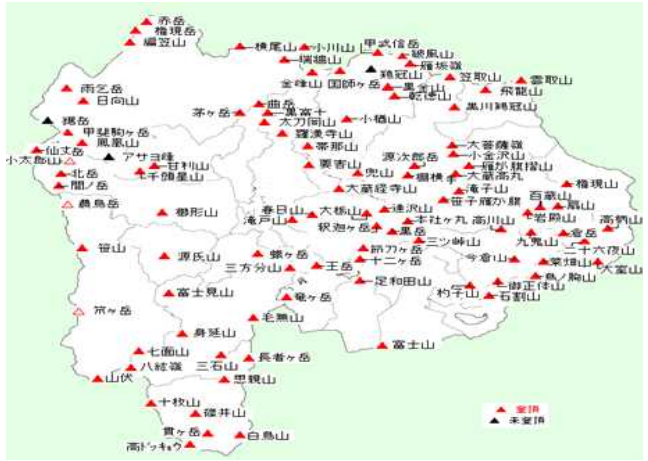 赤岳
権現岳
編笠山
横尾山
小川山
甲武信岳
破風山
瑞牆山
雁坂嶺
金峰山
国師ヶ岳
鶏冠山
笠取山
雲取山
雨乞岳
黒金山
飛龍山
日向山
曲岳
乾徳山
茅ヶ岳
黒富士
黒川鶏冠山
鋸岳
太刀岡山
小楢山
甲斐駒ヶ岳
羅漢寺山
鳳凰山
帯那山
大菩薩嶺
仙丈岳
源次郎岳
小金沢山
小太郎山
アサヨ峰
甘利山
要害山
雁が腹摺山
北岳
千頭星山
兜山
棚横手
大蔵高丸
権現山
間ノ岳
大蔵経寺山
滝子山
百蔵山
笹子雁が腹
扇山
農鳥岳
櫛形山
春日山
大栃山
達沢山
岩殿山
滝戸山
本社ヶ丸
高川山
高柄山
釈迦ヶ岳
黒岳
九鬼山
倉岳
三ツ峠山
二十六夜山
笹山
源氏山
蛾ヶ岳
節刀ヶ岳
今倉山
菜畑山
三方分山
王岳
十二ヶ岳
大室山
鳥ノ胸山
足和田山
御正体山
富士見山
竜ヶ岳
杓子山
石割山
笊ヶ岳
毛無山
身延山
富士山
七面山
長者ヶ岳
八紘嶺
三石山
山伏
思親山
十枚山
篠井山
貫ヶ岳
白鳥山
高ドッキョウ
登頂
未登頂